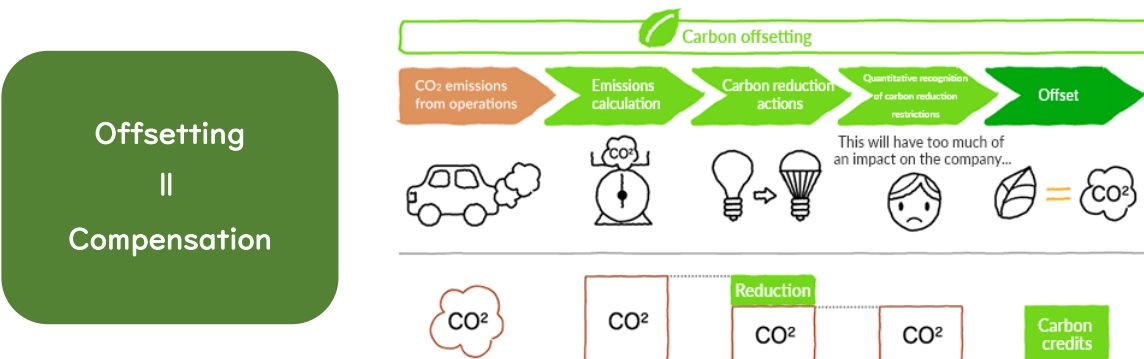 Offsetting
=
Compensation
Carbon offsetting
CO2 emissions
from operations
Emissions
calculation
Carbon reduction
actions
Quantitative recognition
of carbon reduction
restrictions
Offset
This will have too much of
an impact on the company...
CO²
=
CO²
CO²
CO²
Reduction
CO²
CO²
Carbon
credits